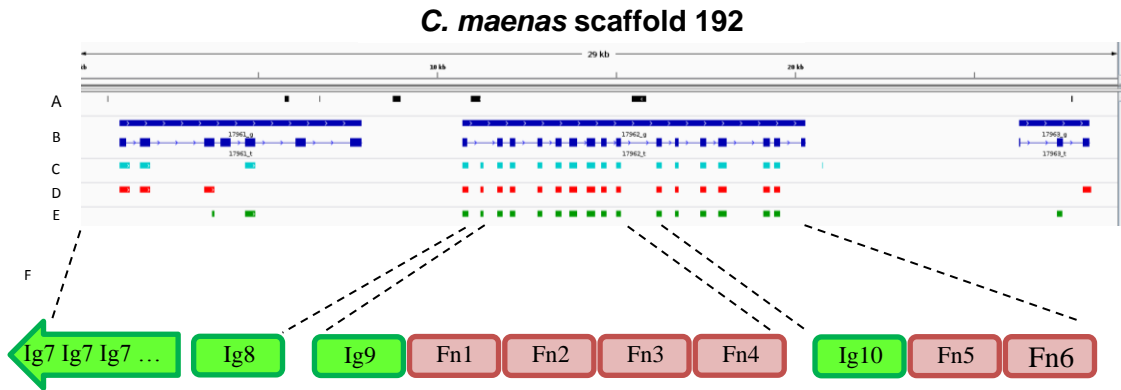 C. maenas scaffold 192
29 kb
kb 10 kb 20 kb
A
17961_g 17962_g 17963_g
B
17961_t 17962_t 17963_t
C
D
E
F
Ig7 Ig7 Ig7 … Ig8 Ig9 Fn1 Fn2 Fn3 Fn4 Ig10 Fn5 Fn6